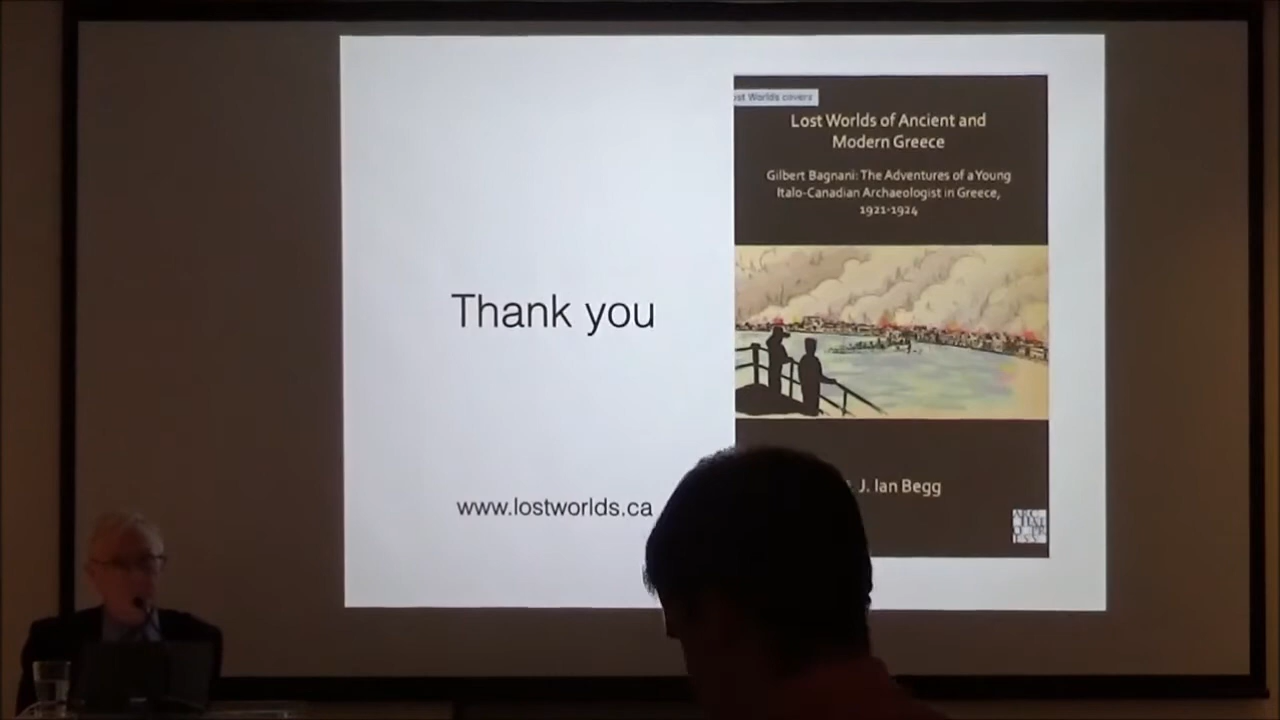 ost Worlds covers
Lost Worlds of Ancient and
Modern Greece
Gilbert Bagnani: The Adventures of a Young
Italo-Canadian Archaeologist in Greece,
1921-1924
Thank you
J. Ian Begg
www.lostworlds.ca